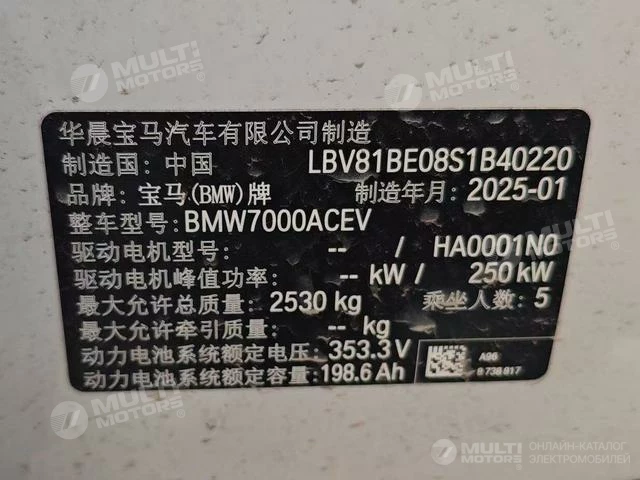 MULTI MOTORS
MULTI MOTORS
华晨宝马汽车有限公司制造
制造国: 中国 LBV81BE08S1B40220
品牌: 宝马(BMW)牌 制造年月: 2025-01
整车型号: BMW7000ACEV
驱动电机型号: -- / HA0001N0
驱动电机峰值功率: -- kW / 250 kW
最大允许总质量: 2530 kg 乘坐人数: 5
最大允许牵引质量: -- kg
动力电池系统额定电压: 353.3 V
动力电池系统额定容量: 198.6 Ah
A96
8 738 817
MULTI MOTORS
MULTI MOTORS
ОНЛАЙН-КАТАЛОГ
ЭЛЕКТРОМОБИЛЕЙ